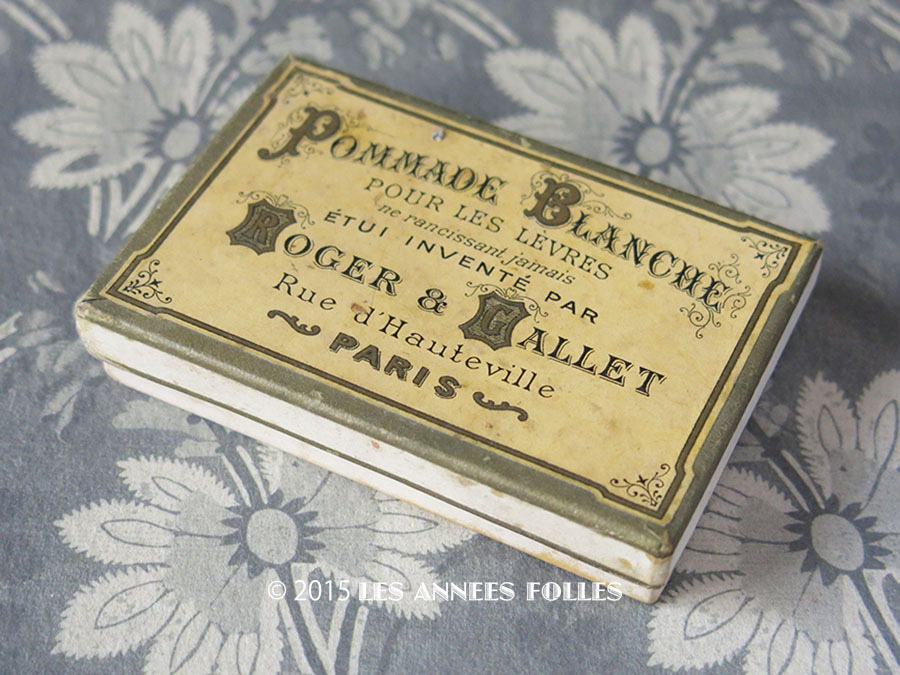 POMMADE BLANCHE
POUR LES LÈVRES
ne rancissant jamais
ÉTUI INVENTÉ PAR
ROGER & GALLET
Rue d'Hauteville
PARIS
© 2015 LES ANNEES FOLLES